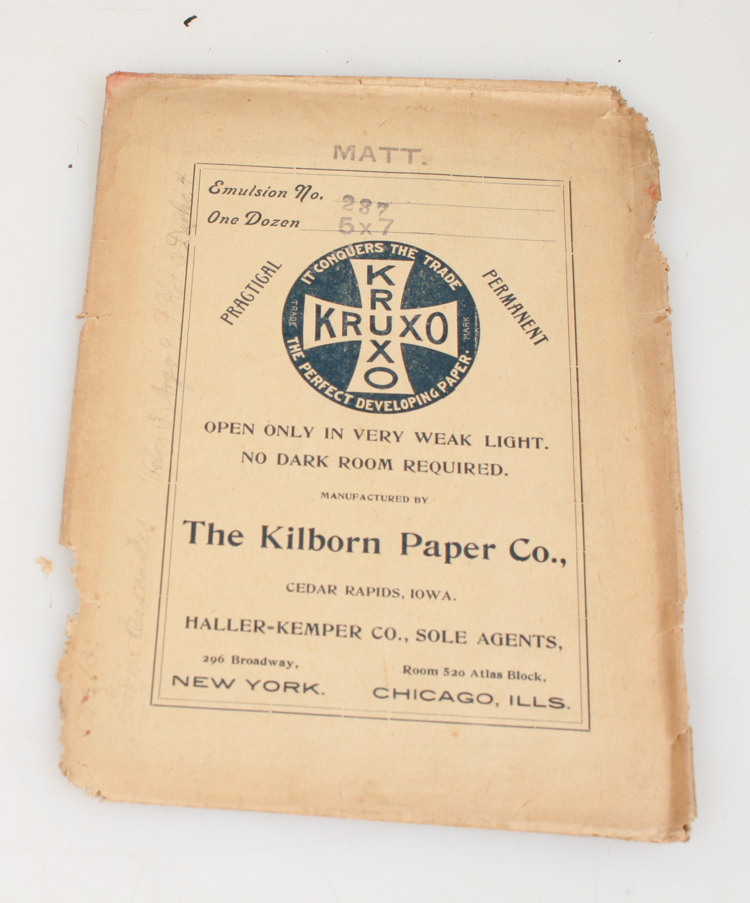 MATT.
Emulsion No. 237
One Dozen 5x7
PRACTICAL
IT CONQUERS THE TRADE
PERMANENT
KRUXO
KRUXO
TRADE MARK
THE PERFECT DEVELOPING PAPER.
OPEN ONLY IN VERY WEAK LIGHT.
NO DARK ROOM REQUIRED.
MANUFACTURED BY
The Kilborn Paper Co.,
CEDAR RAPIDS, IOWA.
HALLER-KEMPER CO., SOLE AGENTS,
296 Broadway, Room 520 Atlas Block,
NEW YORK. CHICAGO, ILLS.